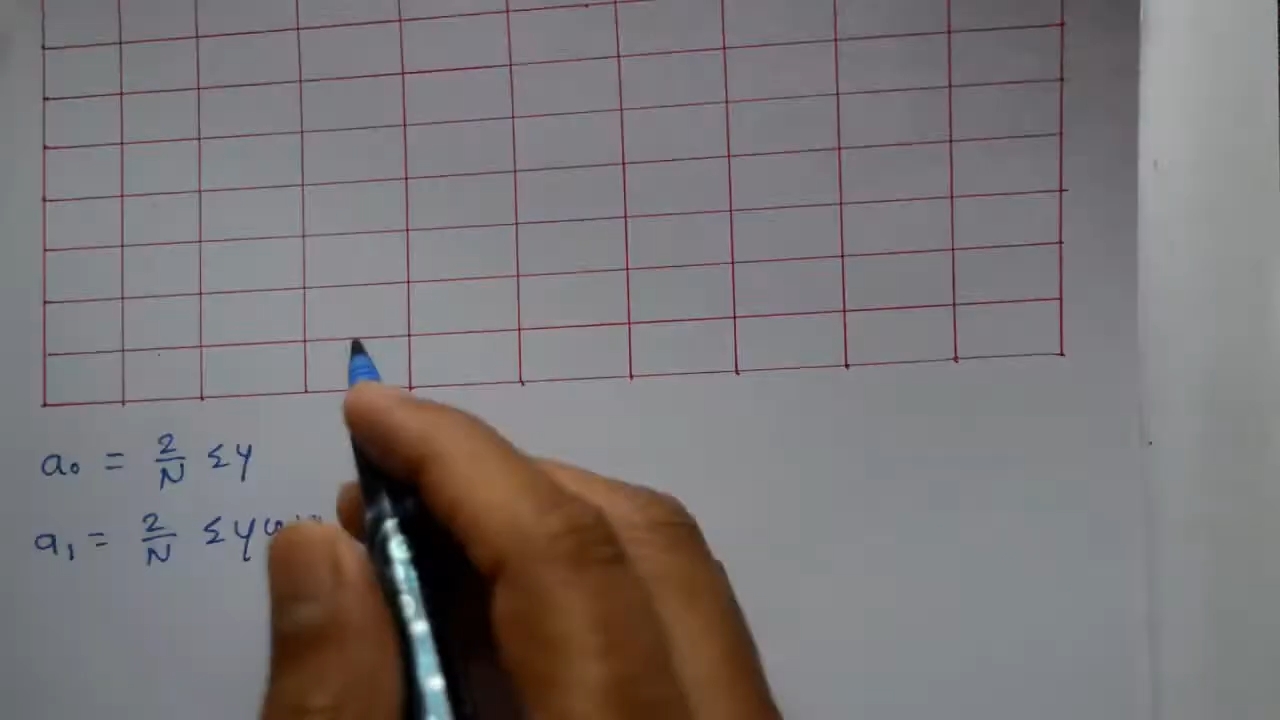 a₀ = 2/N Σy
a₁ = 2/N Σy